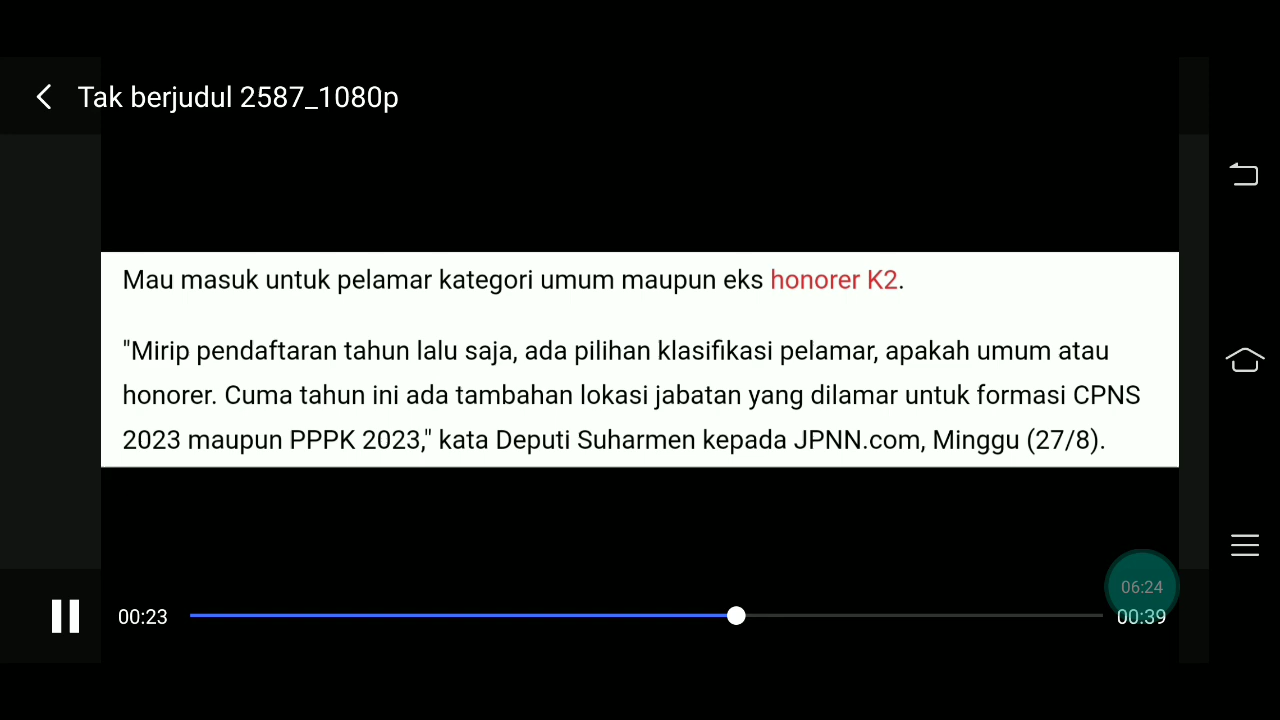 Tak berjudul 2587_1080p
Mau masuk untuk pelamar kategori umum maupun eks honorer K2.
"Mirip pendaftaran tahun lalu saja, ada pilihan klasifikasi pelamar, apakah umum atau
honorer. Cuma tahun ini ada tambahan lokasi jabatan yang dilamar untuk formasi CPNS
2023 maupun PPPK 2023," kata Deputi Suharmen kepada JPNN.com, Minggu (27/8).
06:24
00:23
00:39